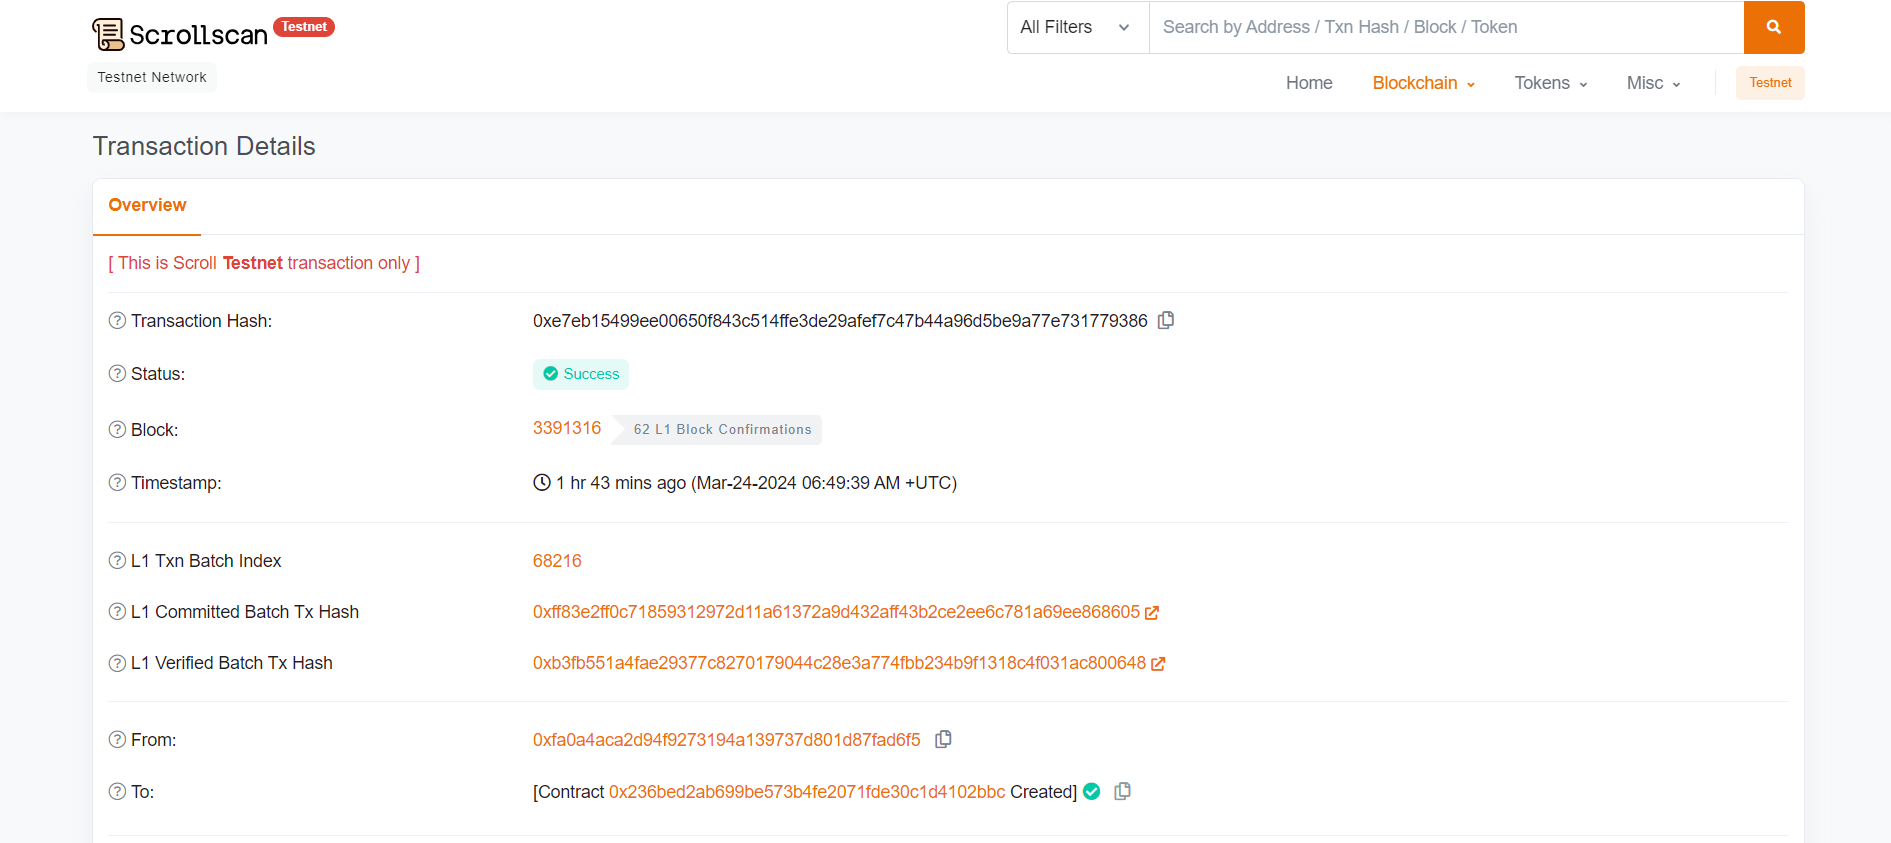 Scrollscan Testnet
Testnet Network
All Filters
Search by Address / Txn Hash / Block / Token
Home Blockchain Tokens Misc Testnet
Transaction Details
Overview
[ This is Scroll Testnet transaction only ]
Transaction Hash: 0xe7eb15499ee00650f843c514ffe3de29afef7c47b44a96d5be9a77e731779386
Status: Success
Block: 3391316 62 L1 Block Confirmations
Timestamp: 1 hr 43 mins ago (Mar-24-2024 06:49:39 AM +UTC)
L1 Txn Batch Index 68216
L1 Committed Batch Tx Hash 0xff83e2ff0c71859312972d11a61372a9d432aff43b2ce2ee6c781a69ee868605
L1 Verified Batch Tx Hash 0xb3fb551a4fae29377c8270179044c28e3a774fbb234b9f1318c4f031ac800648
From: 0xfa0a4aca2d94f9273194a139737d801d87fad6f5
To: [Contract 0x236bed2ab699be573b4fe2071fde30c1d4102bbc Created]